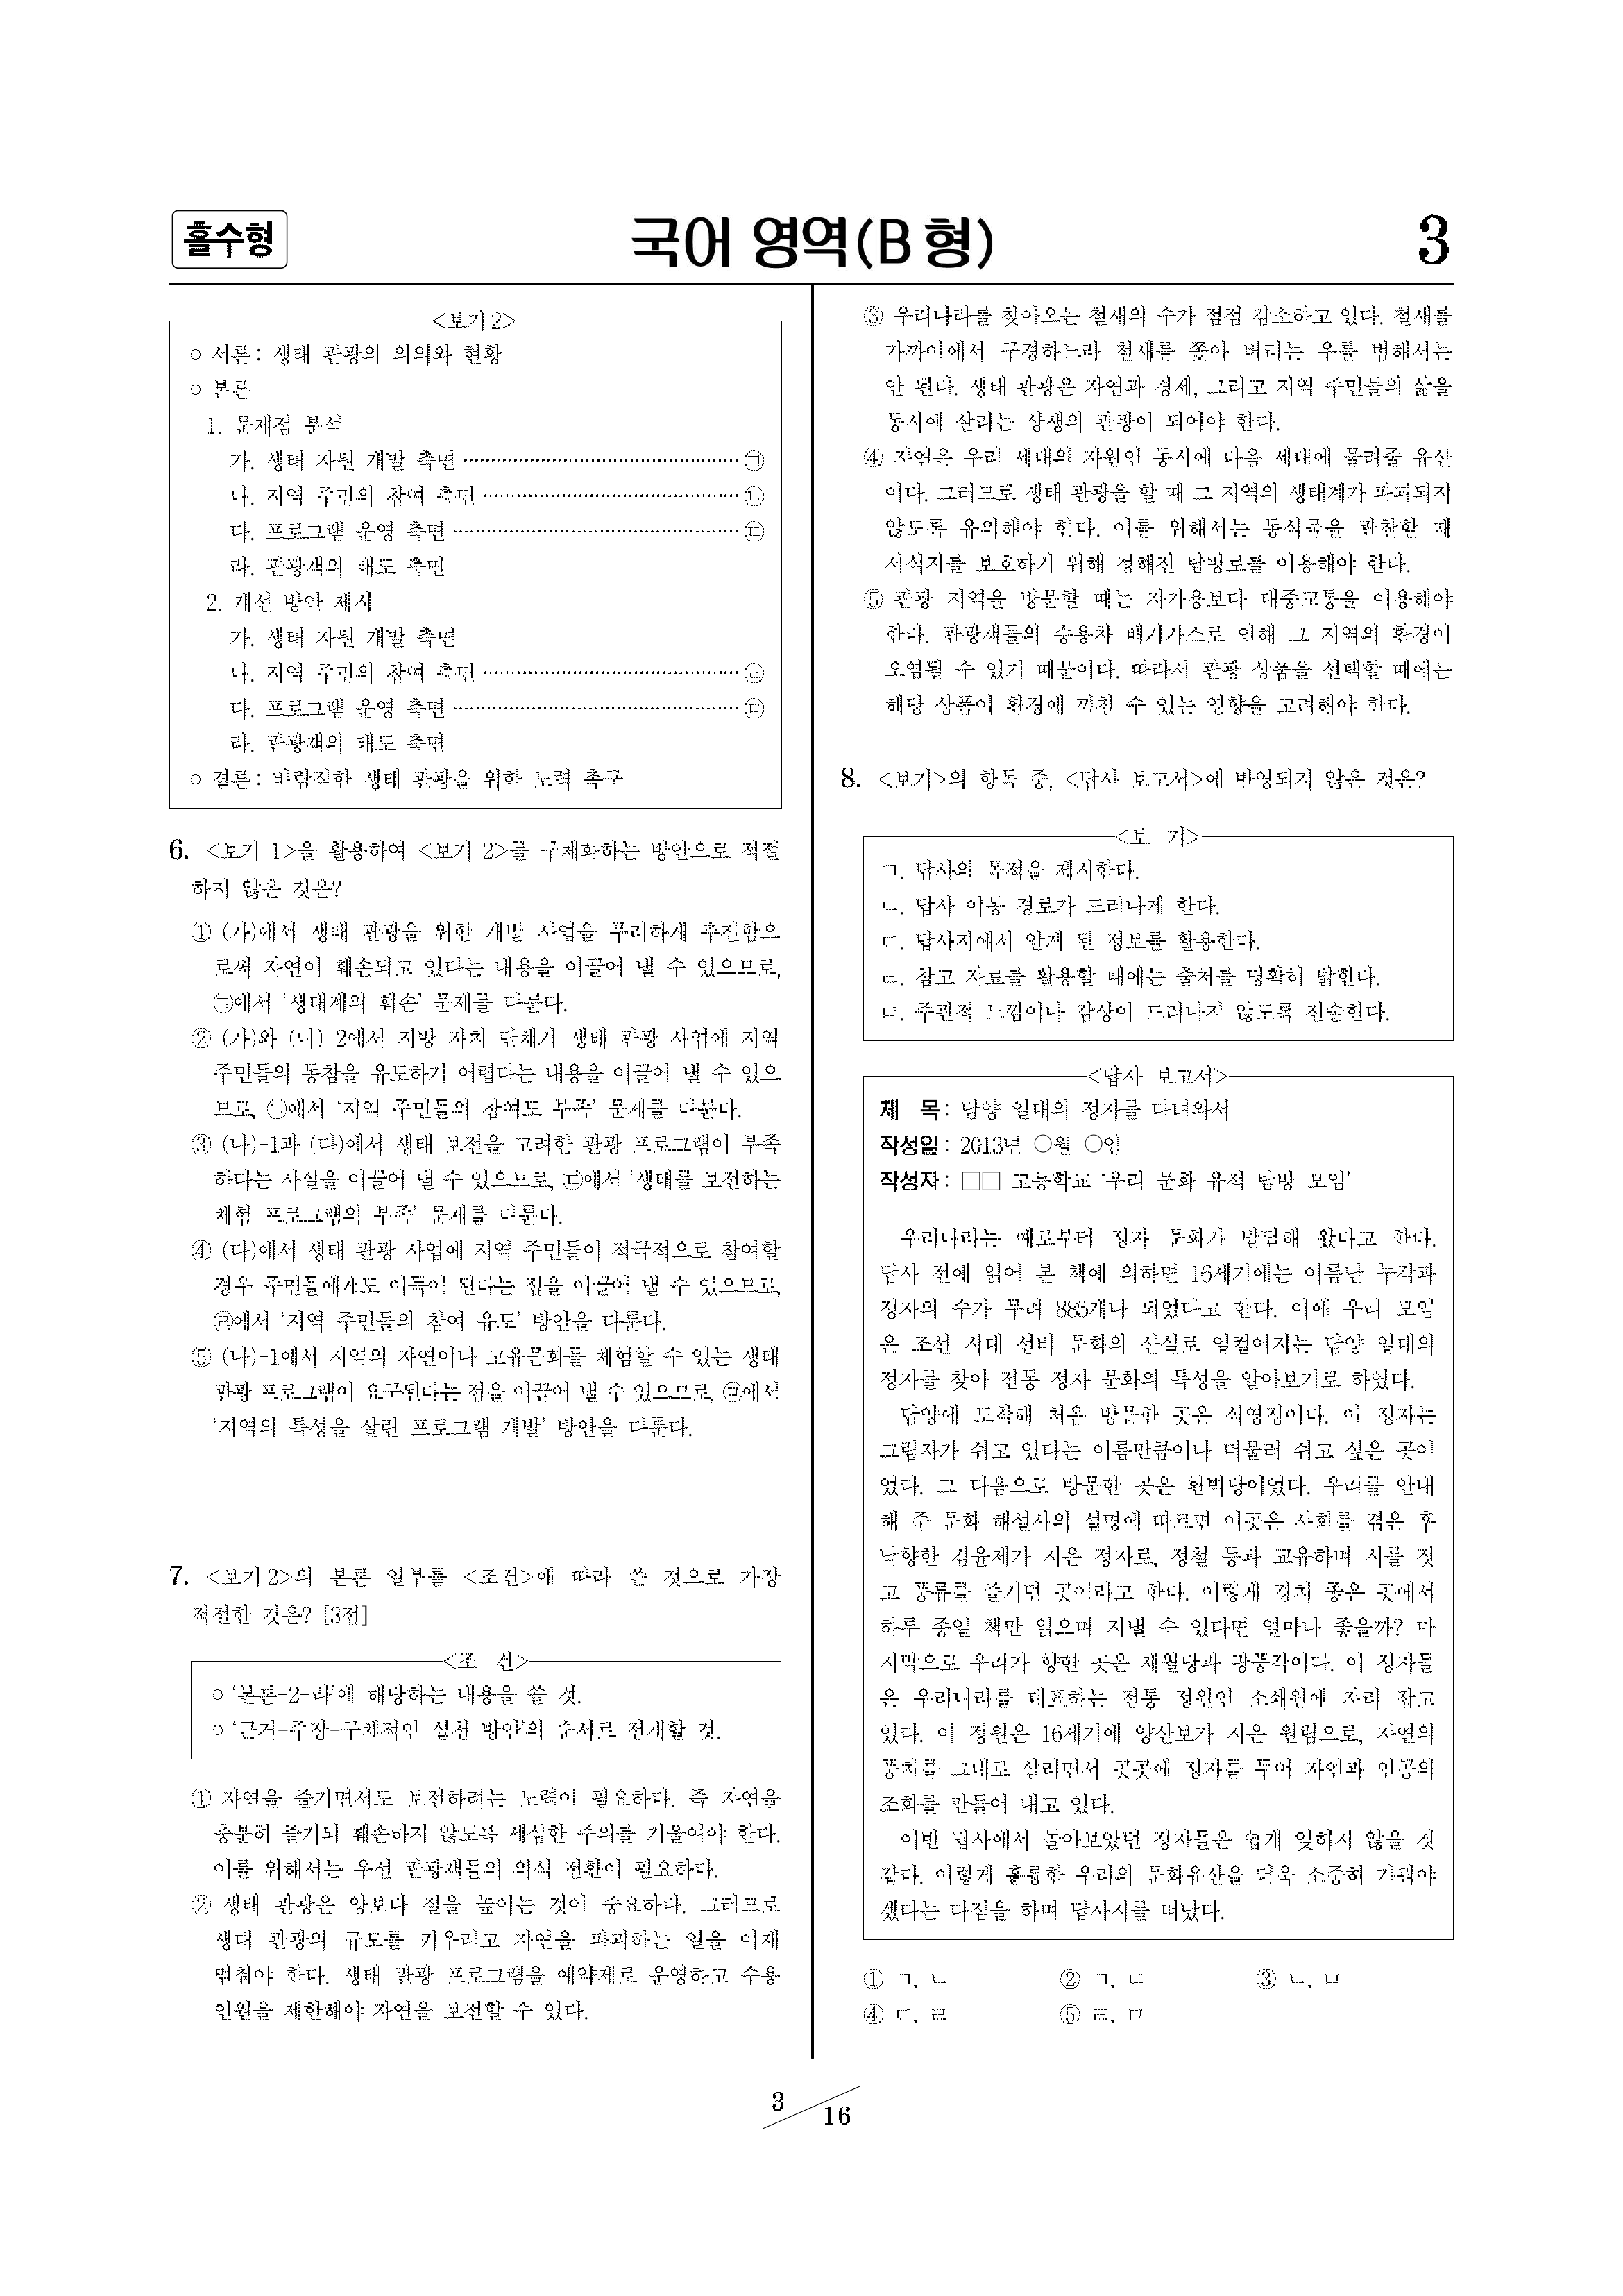 홀수형
국어 영역(B 형)
3
<보기 2>
○ 서론 : 생태 관광의 의의와 현황
○ 본론
1. 문제점 분석
가. 생태 자원 개발 측면 ······ ㉠
나. 지역 주민의 참여 측면 ······ ㉡
다. 프로그램 운영 측면 ······ ㉢
라. 관광객의 태도 측면
2. 개선 방안 제시
가. 생태 자원 개발 측면
나. 지역 주민의 참여 측면 ······ ㉣
다. 프로그램 운영 측면 ······ ㉤
라. 관광객의 태도 측면
○ 결론 : 바람직한 생태 관광을 위한 노력 촉구
6. <보기 1>을 활용하여 <보기 2>를 구체화하는 방안으로 적절
하지 않은 것은?
① (가)에서 생태 관광을 위한 개발 사업을 무리하게 추진함으
로써 자연이 훼손되고 있다는 내용을 이끌어 낼 수 있으므로,
㉠에서 ‘생태계의 훼손’ 문제를 다룬다.
② (가)와 (나)-2에서 지방 자치 단체가 생태 관광 사업에 지역
주민들의 동참을 유도하기 어렵다는 내용을 이끌어 낼 수 있으
므로, ㉡에서 ‘지역 주민들의 참여도 부족’ 문제를 다룬다.
③ (나)-1과 (다)에서 생태 보전을 고려한 관광 프로그램이 부족
하다는 사실을 이끌어 낼 수 있으므로, ㉢에서 ‘생태를 보전하는
체험 프로그램의 부족’ 문제를 다룬다.
④ (다)에서 생태 관광 사업에 지역 주민들이 적극적으로 참여할
경우 주민들에게도 이득이 된다는 점을 이끌어 낼 수 있으므로,
㉣에서 ‘지역 주민들의 참여 유도’ 방안을 다룬다.
⑤ (나)-1에서 지역의 자연이나 고유문화를 체험할 수 있는 생태
관광 프로그램이 요구된다는 점을 이끌어 낼 수 있으므로, ㉤에서
‘지역의 특성을 살린 프로그램 개발’ 방안을 다룬다.
7. <보기 2>의 본론 일부를 <조건>에 따라 쓴 것으로 가장
적절한 것은? [3점]
<조 건>
○ ‘본론-2-라’에 해당하는 내용을 쓸 것.
○ ‘근거-주장-구체적인 실천 방안’의 순서로 전개할 것.
① 자연을 즐기면서도 보전하려는 노력이 필요하다. 즉 자연을
충분히 즐기되 훼손하지 않도록 세심한 주의를 기울여야 한다.
이를 위해서는 우선 관광객들의 의식 전환이 필요하다.
② 생태 관광은 양보다 질을 높이는 것이 중요하다. 그러므로
생태 관광의 규모를 키우려고 자연을 파괴하는 일을 이제
멈춰야 한다. 생태 관광 프로그램을 예약제로 운영하고 수용
인원을 제한해야 자연을 보전할 수 있다.
③ 우리나라를 찾아오는 철새의 수가 점점 감소하고 있다. 철새를
가까이에서 구경하느라 철새를 쫓아 버리는 우를 범해서는
안 된다. 생태 관광은 자연과 경제, 그리고 지역 주민들의 삶을
동시에 살리는 상생의 관광이 되어야 한다.
④ 자연은 우리 세대의 자원인 동시에 다음 세대에 물려줄 유산
이다. 그러므로 생태 관광을 할 때 그 지역의 생태계가 파괴되지
않도록 유의해야 한다. 이를 위해서는 동식물을 관찰할 때
서식지를 보호하기 위해 정해진 탐방로를 이용해야 한다.
⑤ 관광 지역을 방문할 때는 자가용보다 대중교통을 이용해야
한다. 관광객들의 승용차 배기가스로 인해 그 지역의 환경이
오염될 수 있기 때문이다. 따라서 관광 상품을 선택할 때에는
해당 상품이 환경에 끼칠 수 있는 영향을 고려해야 한다.
8. <보기>의 항목 중, <답사 보고서>에 반영되지 않은 것은?
<보 기>
ㄱ. 답사의 목적을 제시한다.
ㄴ. 답사 이동 경로가 드러나게 한다.
ㄷ. 답사지에서 알게 된 정보를 활용한다.
ㄹ. 참고 자료를 활용할 때에는 출처를 명확히 밝힌다.
ㅁ. 주관적 느낌이나 감상이 드러나지 않도록 진술한다.
<답사 보고서>
제 목 : 담양 일대의 정자를 다녀와서
작성일 : 2013년 ○월 ○일
작성자 : □□ 고등학교 ‘우리 문화 유적 탐방 모임’
우리나라는 예로부터 정자 문화가 발달해 왔다고 한다.
답사 전에 읽어 본 책에 의하면 16세기에는 이름난 누각과
정자의 수가 무려 885개나 되었다고 한다. 이에 우리 모임
은 조선 시대 선비 문화의 산실로 일컬어지는 담양 일대의
정자를 찾아 전통 정자 문화의 특성을 알아보기로 하였다.
담양에 도착해 처음 방문한 곳은 식영정이다. 이 정자는
그림자가 쉬고 있다는 이름만큼이나 머물러 쉬고 싶은 곳이
었다. 그 다음으로 방문한 곳은 환벽당이었다. 우리를 안내
해 준 문화 해설사의 설명에 따르면 이곳은 사화를 겪은 후
낙향한 김윤제가 지은 정자로, 정철 등과 교유하며 시를 짓
고 풍류를 즐기던 곳이라고 한다. 이렇게 경치 좋은 곳에서
하루 종일 책만 읽으며 지낼 수 있다면 얼마나 좋을까? 마
지막으로 우리가 향한 곳은 제월당과 광풍각이다. 이 정자들
은 우리나라를 대표하는 전통 정원인 소쇄원에 자리 잡고
있다. 이 정원은 16세기에 양산보가 지은 원림으로, 자연의
풍치를 그대로 살리면서 곳곳에 정자를 두어 자연과 인공의
조화를 만들어 내고 있다.
이번 답사에서 돌아보았던 정자들은 쉽게 잊히지 않을 것
같다. 이렇게 훌륭한 우리의 문화유산을 더욱 소중히 가꿔야
겠다는 다짐을 하며 답사지를 떠났다.
① ㄱ, ㄴ ② ㄱ, ㄷ ③ ㄴ, ㅁ
④ ㄷ, ㄹ ⑤ ㄹ, ㅁ
3
16